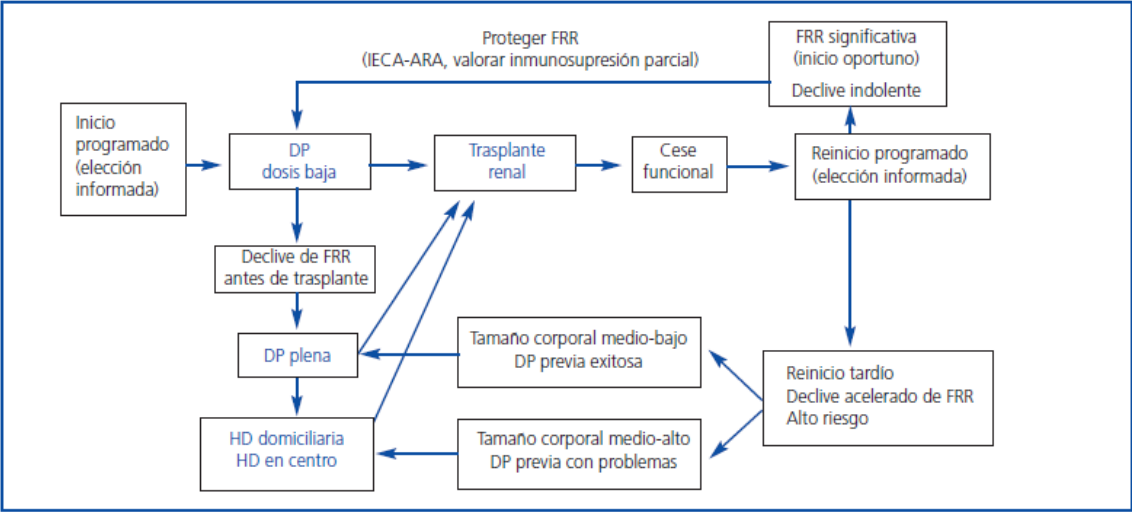 Proteger FRR
(IECA-ARA, valorar inmunosupresión parcial)
FRR significativa
(inicio oportuno)
Declive indolente
Inicio
programado
(elección
informada)
DP
dosis baja
Trasplante
renal
Cese
funcional
Reinicio programado
(elección informada)
Declive de FRR
antes de trasplante
DP plena
Tamaño corporal medio-bajo
DP previa exitosa
Reinicio tardío
Declive acelerado de FRR
Alto riesgo
HD domiciliaria
HD en centro
Tamaño corporal medio-alto
DP previa con problemas